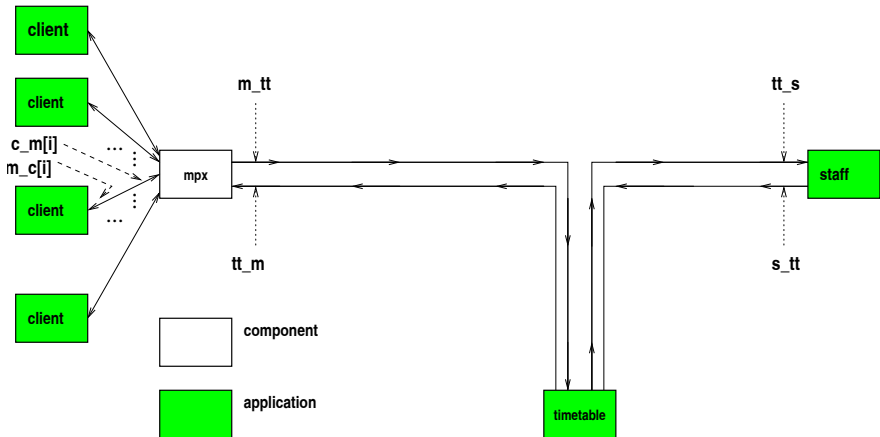 client
m_tt
tt_s
client
c_m[i]
... ...
m_c[i]
mpx
staff
client
...
...
tt_m
s_tt
client
component
application
timetable